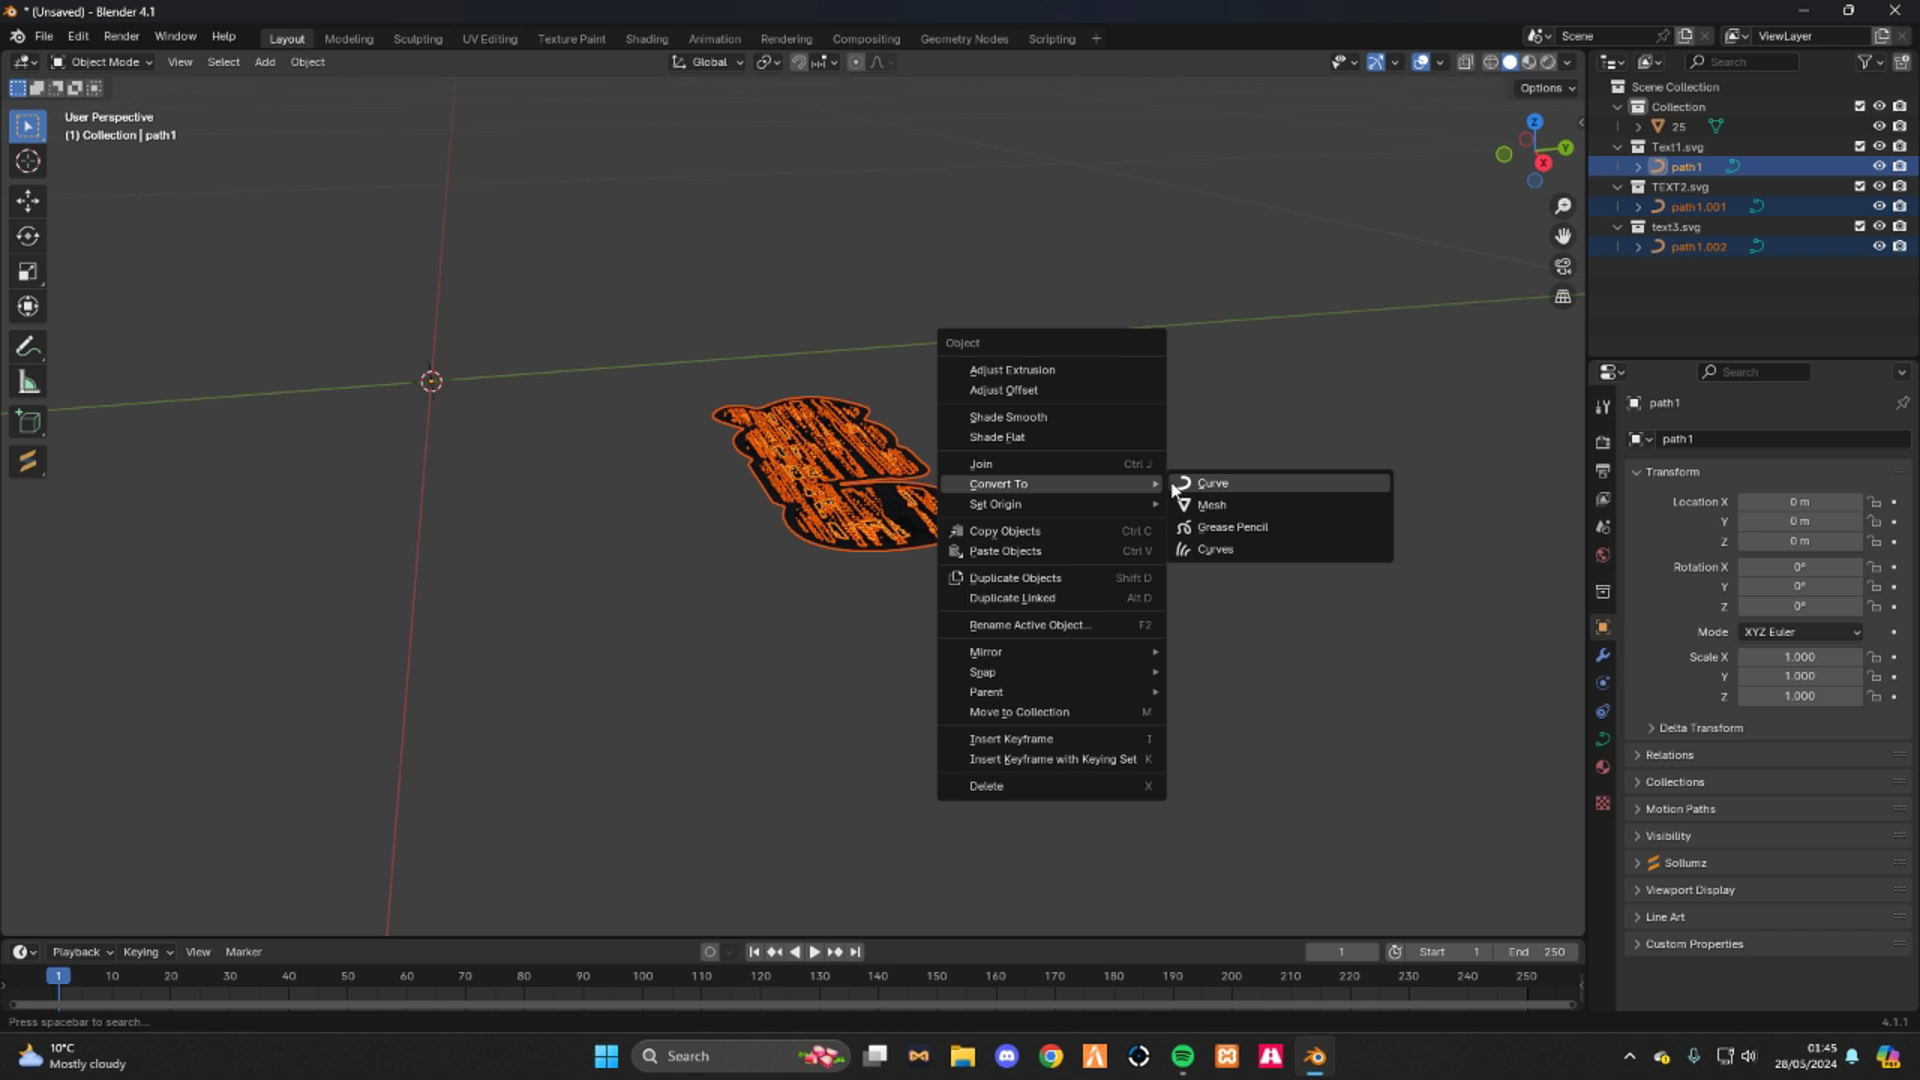 * (Unsaved) - Blender 4.1
File Edit Render Window Help
Layout Modeling Sculpting UV Editing Texture Paint Shading Animation Rendering Compositing Geometry Nodes Scripting +
Scene
ViewLayer
Object Mode View Select Add Object
Global
Search
Options
User Perspective
(1) Collection | path1
Z
Y
X
Scene Collection
Collection
25
Text1.svg
path1
TEXT2.svg
path1.001
text3.svg
path1.002
Object
Adjust Extrusion
Adjust Offset
Shade Smooth
Shade Flat
Join Ctrl J
Convert To
Set Origin
Copy Objects Ctrl C
Paste Objects Ctrl V
Duplicate Objects Shift D
Duplicate Linked Alt D
Rename Active Object... F2
Mirror
Snap
Parent
Move to Collection M
Insert Keyframe I
Insert Keyframe with Keying Set K
Delete X
Curve
Mesh
Grease Pencil
Curves
Search
path1
path1
Transform
Location X 0 m
Y 0 m
Z 0 m
Rotation X 0°
Y 0°
Z 0°
Mode XYZ Euler
Scale X 1.000
Y 1.000
Z 1.000
Delta Transform
Relations
Collections
Motion Paths
Visibility
Sollumz
Viewport Display
Line Art
Custom Properties
Playback Keying View Marker
1 Start 1 End 250
1 10 20 30 40 50 60 70 80 90 100 110 120 130 140 150 160 170 180 190 200 210 220 230 240 250
Press spacebar to search...
4.1.1
10°C
Mostly cloudy
Search
01:45
28/05/2024